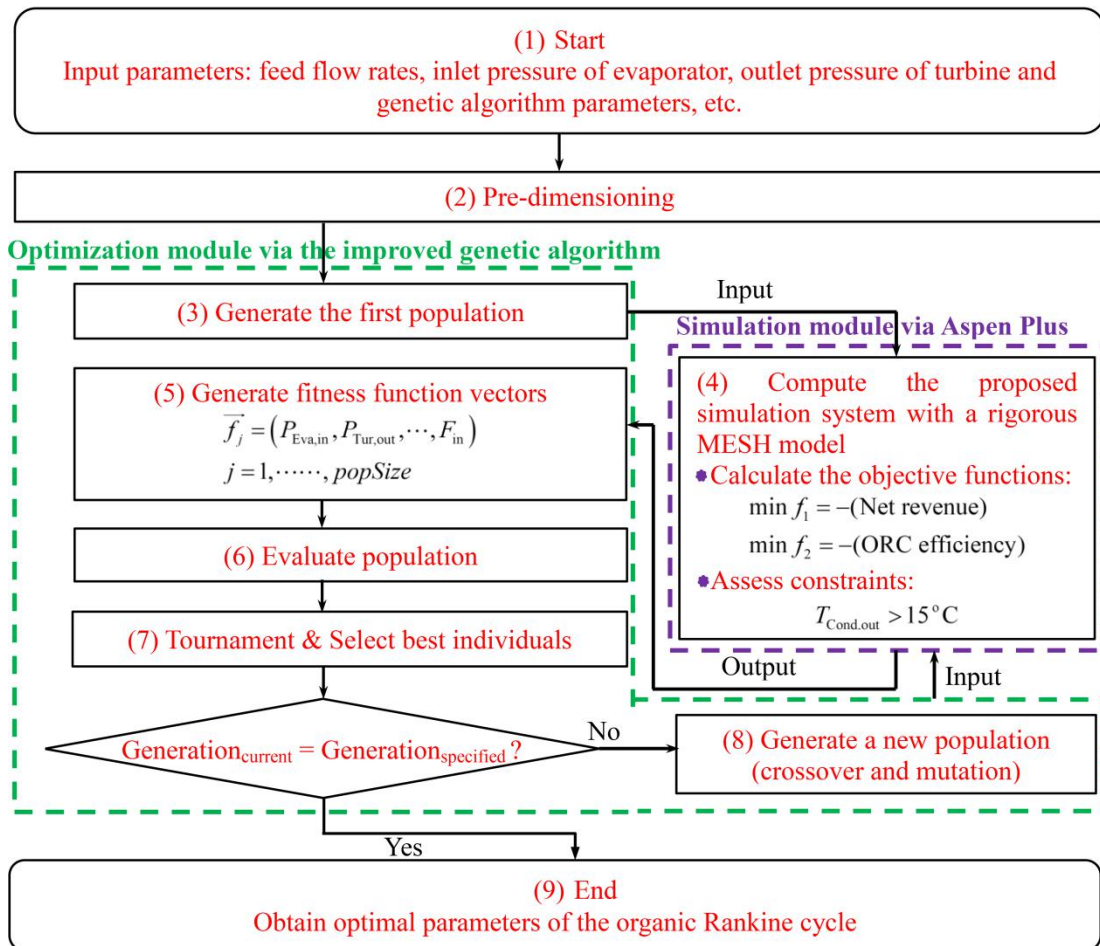 (1) Start
Input parameters: feed flow rates, inlet pressure of evaporator, outlet pressure of turbine and
genetic algorithm parameters, etc.
(2) Pre-dimensioning
Optimization module via the improved genetic algorithm
(3) Generate the first population
Input
Simulation module via Aspen Plus
(4) Compute the proposed
simulation system with a rigorous
MESH model
Calculate the objective functions:
min f₁ = −(Net revenue)
min f₂ = −(ORC efficiency)
Assess constraints:
T_Cond.out > 15°C
(5) Generate fitness function vectors
f⃗_j = (P_Eva,in, P_Tur,out, ⋯, F_in)
j = 1, ⋯⋯, popSize
(6) Evaluate population
(7) Tournament & Select best individuals
Output
Input
Generation_current = Generation_specified ?
No
(8) Generate a new population
(crossover and mutation)
Yes
(9) End
Obtain optimal parameters of the organic Rankine cycle